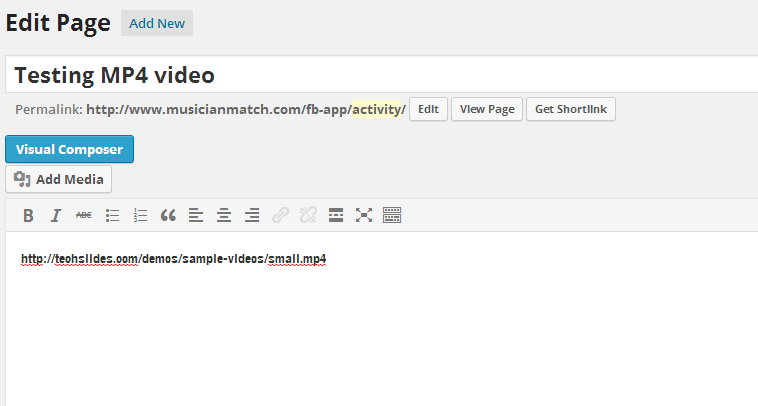 Edit Page Add New
Testing MP4 video
Permalink: http://www.musicianmatch.com/fb-app/activity/ Edit View Page Get Shortlink
Visual Composer
Add Media
B I ABC
http://techslides.com/demos/sample-videos/small.mp4